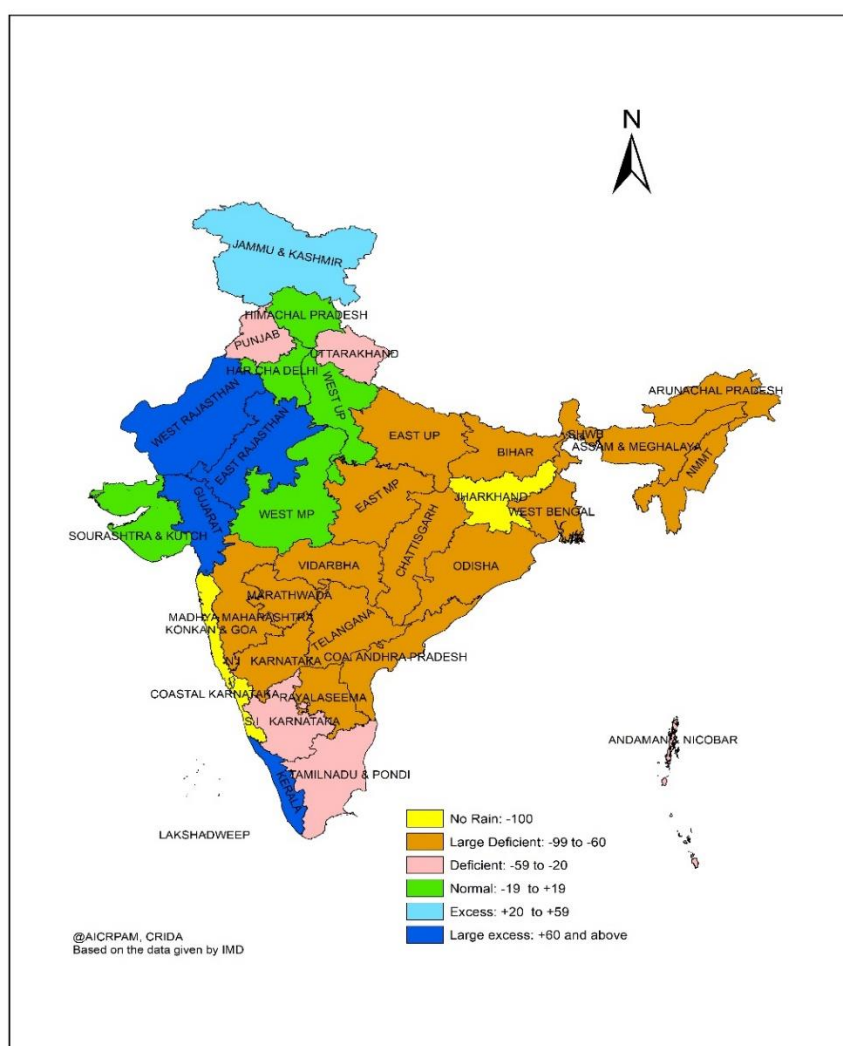 N
JAMMU & KASHMIR
HIMACHAL PRADESH
PUNJAB
UTTARAKHAND
HAR CHA DELHI
WEST UP
WEST RAJASTHAN
EAST RAJASTHAN
ARUNACHAL PRADESH
EAST UP
SHWB
ASSAM & MEGHALAYA
BIHAR
NMMT
GUJARAT
EAST MP
JHARKHAND
WEST MP
WEST BENGAL
SOURASHTRA & KUTCH
CHATTISGARH
VIDARBHA
ODISHA
MARATHWADA
MADHYA MAHARASHTRA
KONKAN & GOA
TELANGANA
COA. ANDHRA PRADESH
N I KARNATAKA
COASTAL KARNATAKA
RAYALASEEMA
S I KARNATAKA
ANDAMAN & NICOBAR
TAMILNADU & PONDI
KERALA
LAKSHADWEEP
No Rain: -100
Large Deficient: -99 to -60
Deficient: -59 to -20
Normal: -19 to +19
Excess: +20 to +59
Large excess: +60 and above
@AICRPAM, CRIDA
Based on the data given by IMD